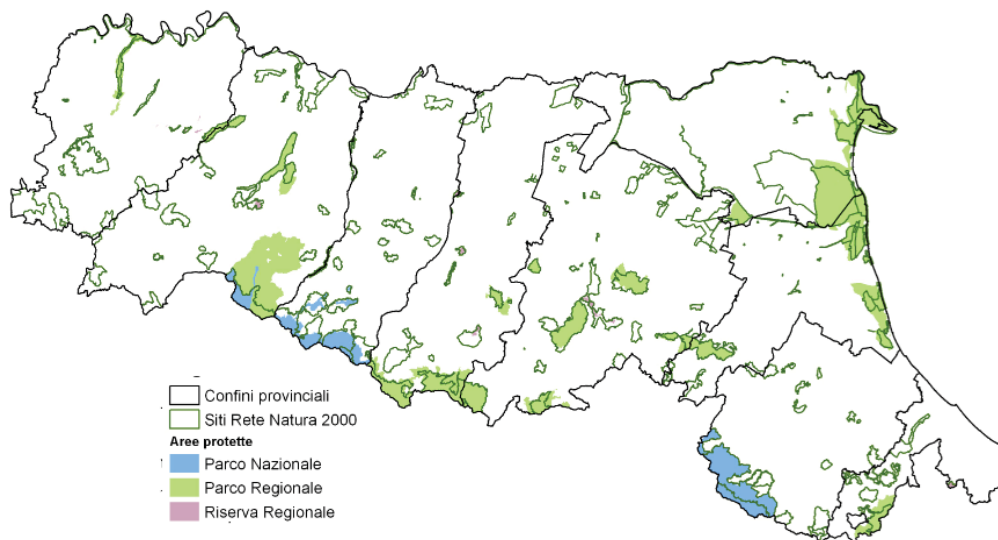 Confini provinciali
Siti Rete Natura 2000
Aree protette
Parco Nazionale
Parco Regionale
Riserva Regionale